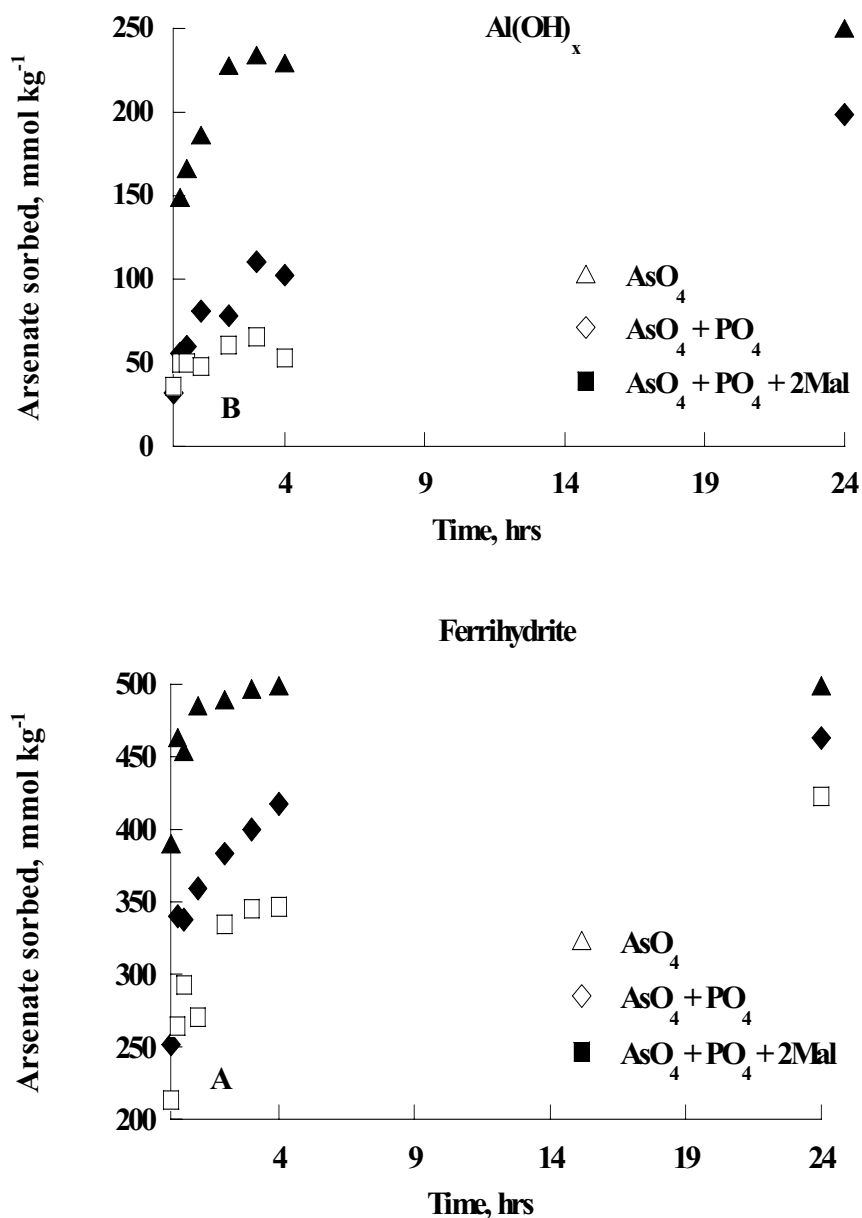 Al(OH)x
250
200
150
100
50
0
Arsenate sorbed, mmol kg-1
AsO4
AsO4 + PO4
AsO4 + PO4 + 2Mal
B
4 9 14 19 24
Time, hrs
Ferrihydrite
500
450
400
350
300
250
200
Arsenate sorbed, mmol kg-1
AsO4
AsO4 + PO4
AsO4 + PO4 + 2Mal
A
4 9 14 19 24
Time, hrs